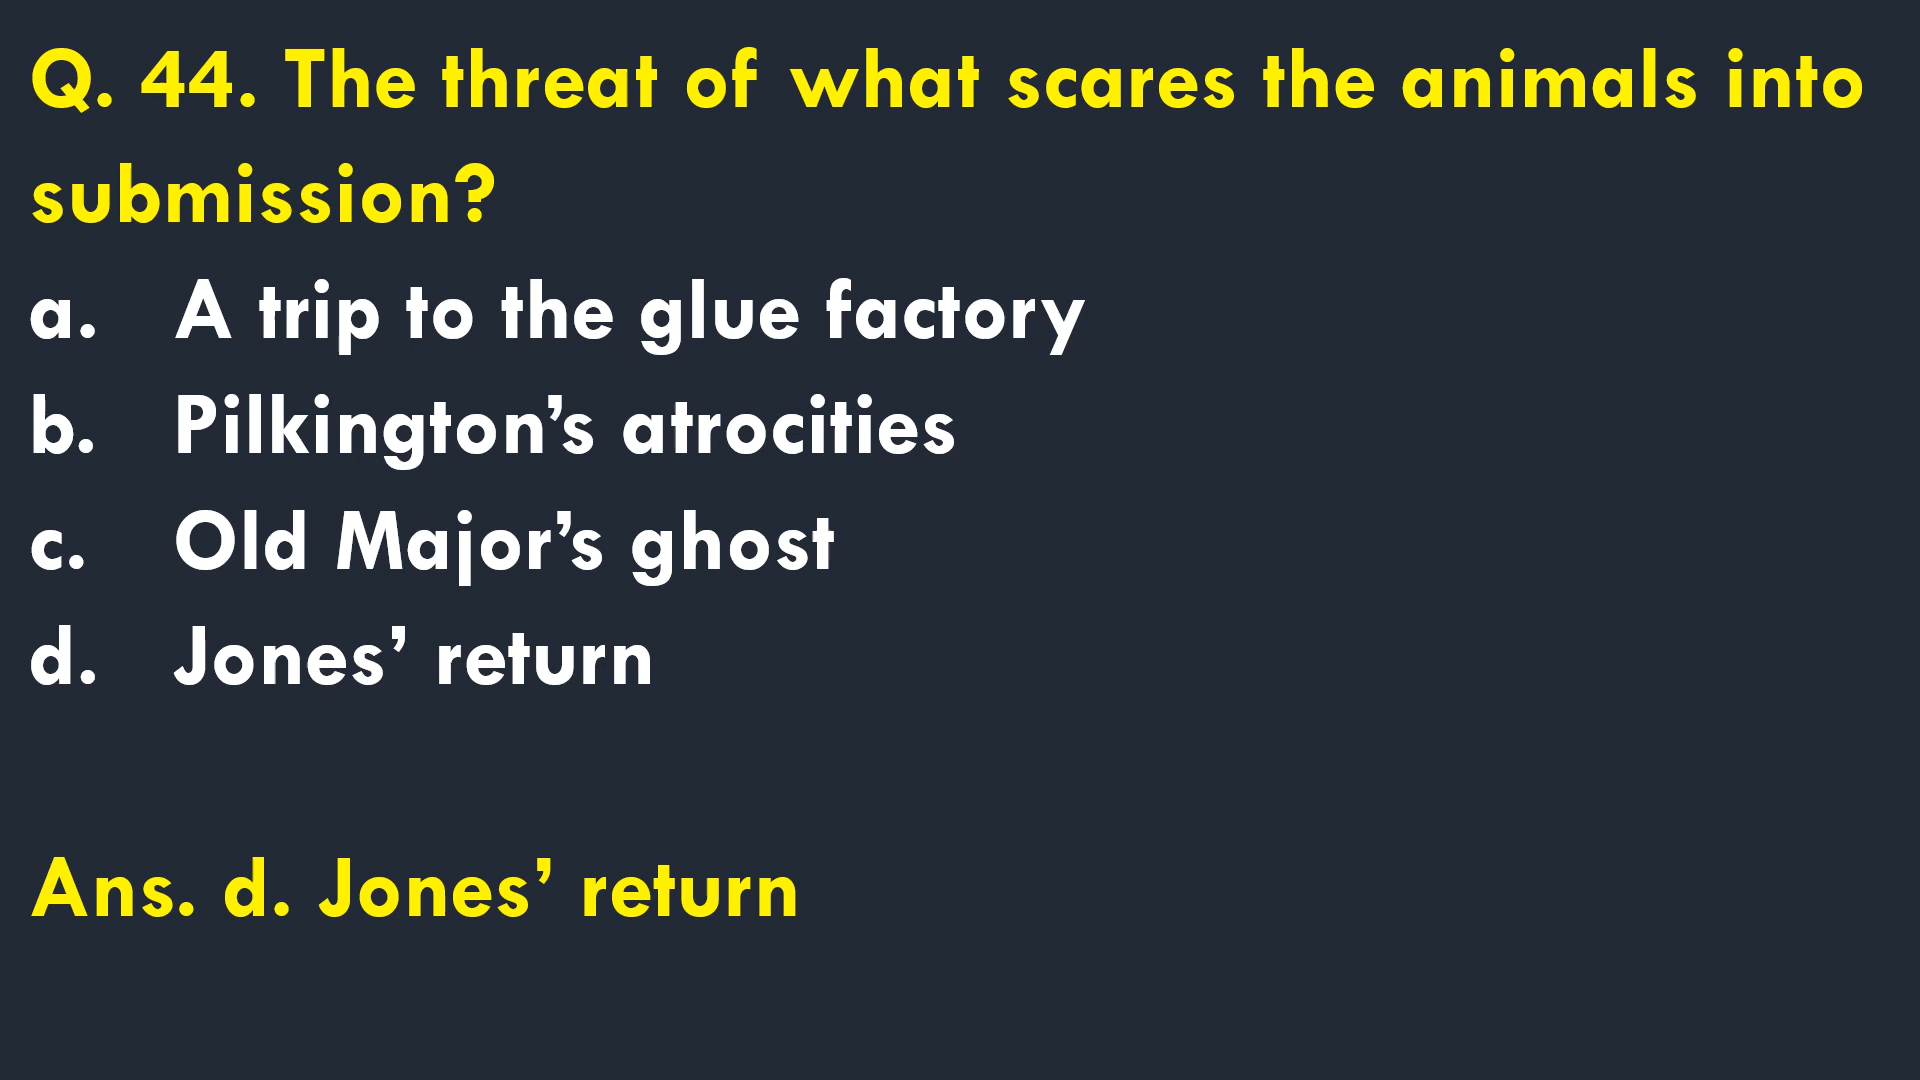 Q. 44. The threat of what scares the animals into
submission?
a. A trip to the glue factory
b. Pilkington’s atrocities
c. Old Major’s ghost
d. Jones’ return
Ans. d. Jones’ return